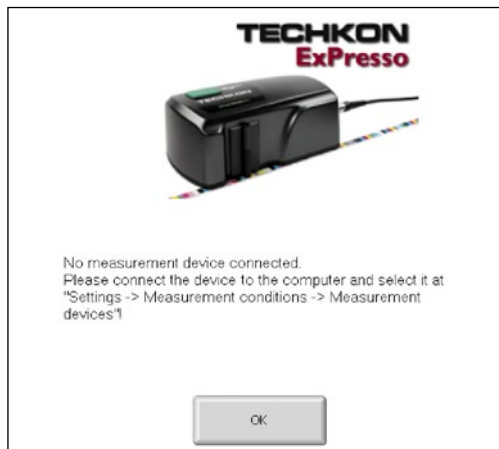 TECHKON
ExPresso
TECHKON
No measurement device connected.
Please connect the device to the computer and select it at
"Settings -> Measurement conditions -> Measurement
devices"!
OK